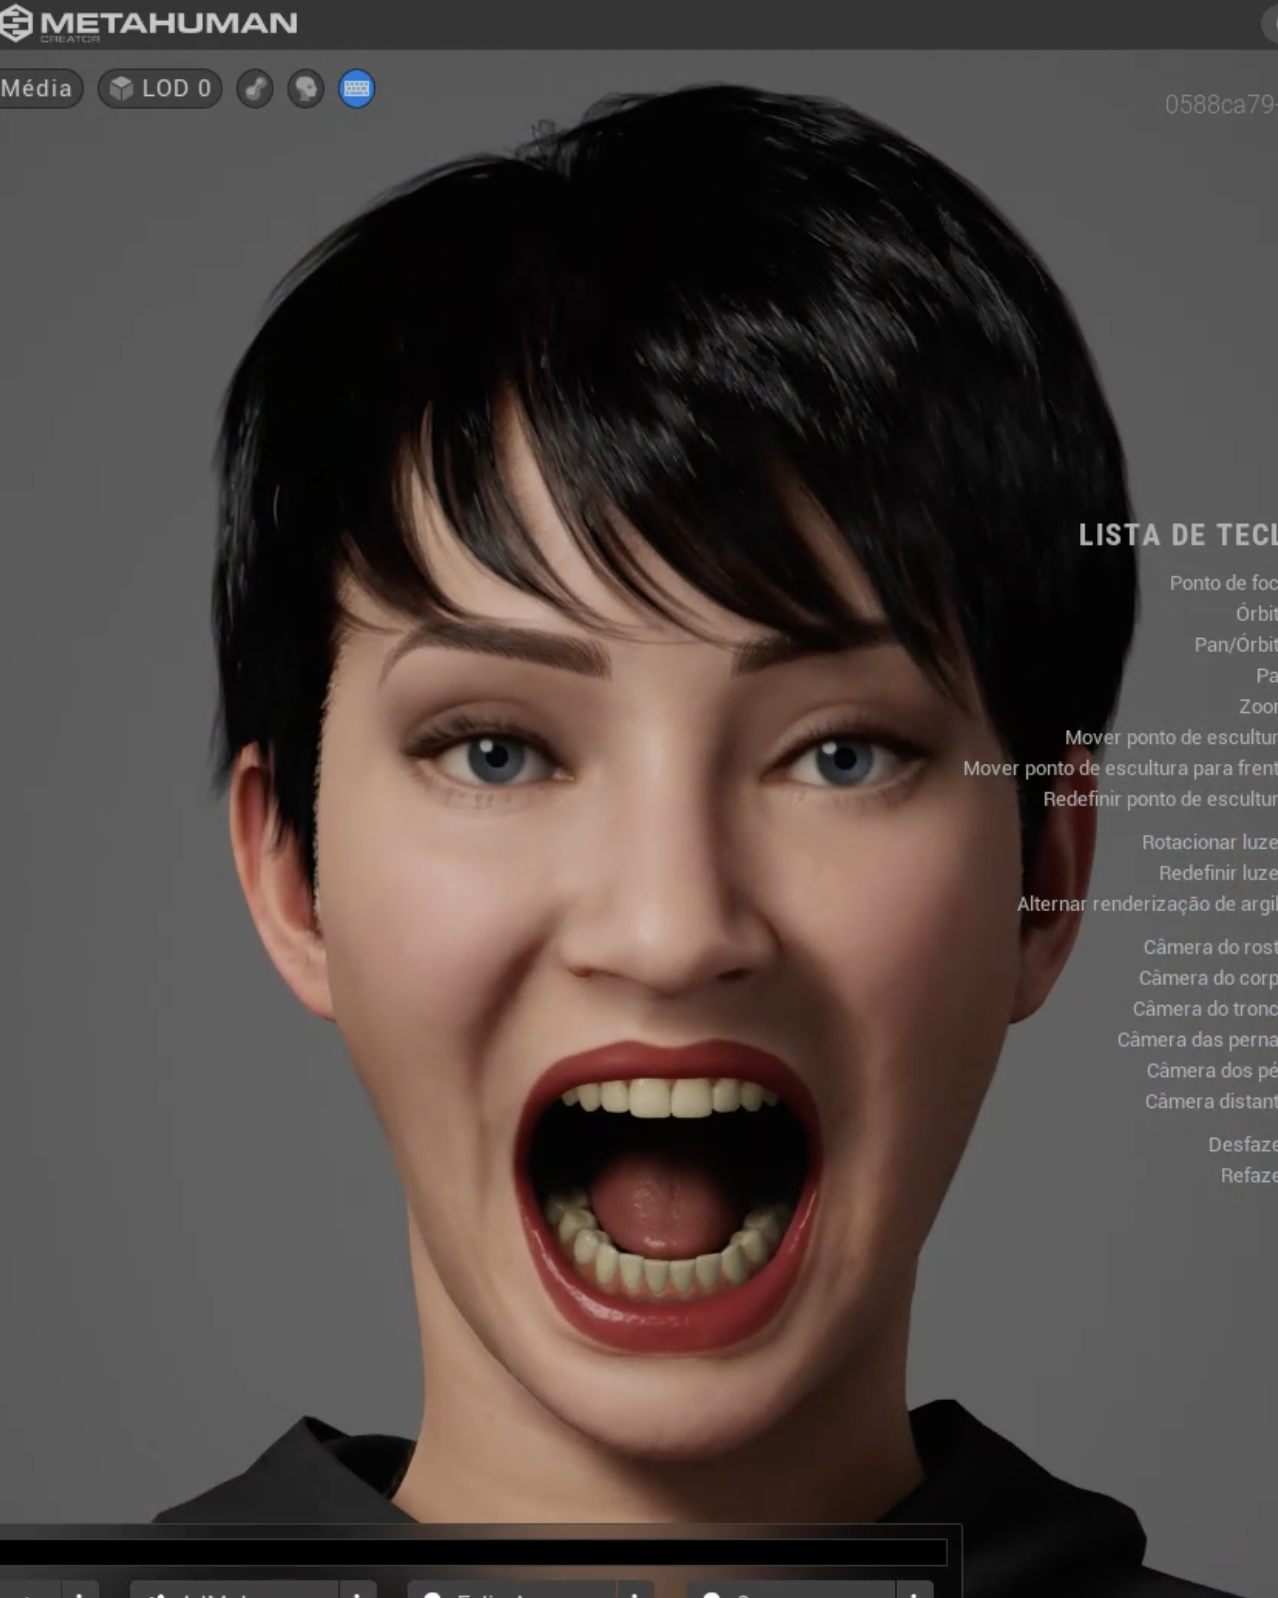 METAHUMAN
CREATOR
Média
LOD 0
0588ca79-
LISTA DE TECL
Ponto de foc
Órbit
Pan/Órbit
Pa
Zoor
Mover ponto de escultur
Mover ponto de escultura para frent
Redefinir ponto de escultur
Rotacionar luze
Redefinir luze
Alternar renderização de argil
Câmera do rost
Câmera do corp
Câmera do tronc
Câmera das perna
Câmera dos pé
Câmera distant
Desfaze
Refaze